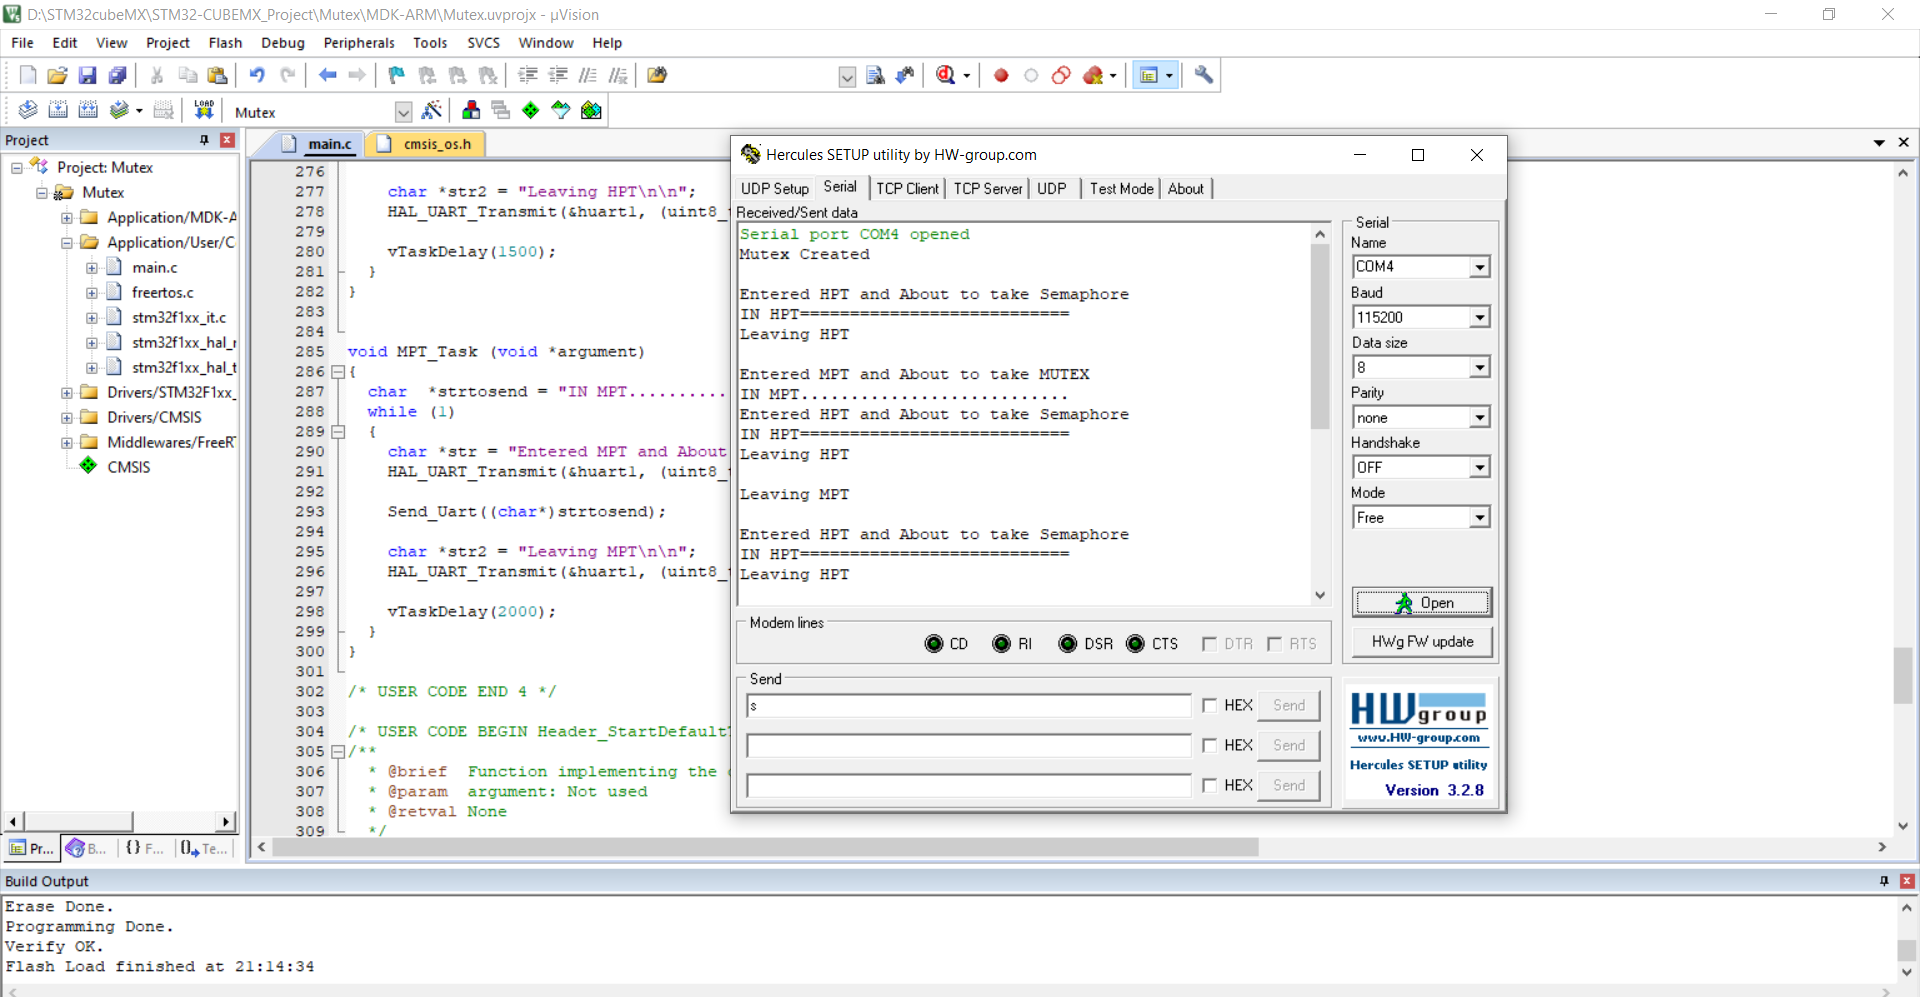 D:\STM32cubeMX\STM32-CUBEMX_Project\Mutex\MDK-ARM\Mutex.uvprojx - µVision
File Edit View Project Flash Debug Peripherals Tools SVCS Window Help
LOAD
Mutex
Project
Project: Mutex
Mutex
Application/MDK-A
Application/User/C
main.c
freertos.c
stm32f1xx_it.c
stm32f1xx_hal_r
stm32f1xx_hal_t
Drivers/STM32F1xx_
Drivers/CMSIS
Middlewares/FreeR
CMSIS
Pr... B... {} F... Te...
main.c cmsis_os.h
276
277 char *str2 = "Leaving HPT\n\n";
278 HAL_UART_Transmit(&huart1, (uint8_
279
280 vTaskDelay(1500);
281 }
282 }
283
284
285 void MPT_Task (void *argument)
286 {
287 char *strtosend = "IN MPT..........
288 while (1)
289 {
290 char *str = "Entered MPT and About
291 HAL_UART_Transmit(&huart1, (uint8_
292
293 Send_Uart((char*)strtosend);
294
295 char *str2 = "Leaving MPT\n\n";
296 HAL_UART_Transmit(&huart1, (uint8_
297
298 vTaskDelay(2000);
299 }
300 }
301
302 /* USER CODE END 4 */
303
304 /* USER CODE BEGIN Header_StartDefault
305 /**
306 * @brief Function implementing the
307 * @param argument: Not used
308 * @retval None
309 */
Hercules SETUP utility by HW-group.com
UDP Setup Serial TCP Client TCP Server UDP Test Mode About
Received/Sent data
Serial port COM4 opened
Mutex Created
Entered HPT and About to take Semaphore
IN HPT===========================
Leaving HPT
Entered MPT and About to take MUTEX
IN MPT...........................
Entered HPT and About to take Semaphore
IN HPT===========================
Leaving HPT
Leaving MPT
Entered HPT and About to take Semaphore
IN HPT===========================
Leaving HPT
Modem lines
CD RI DSR CTS DTR RTS
Send
s HEX Send
HEX Send
HEX Send
Serial
Name
COM4
Baud
115200
Data size
8
Parity
none
Handshake
OFF
Mode
Free
Open
HWg FW update
HWgroup
www.HW-group.com
Hercules SETUP utility
Version 3.2.8
Build Output
Erase Done.
Programming Done.
Verify OK.
Flash Load finished at 21:14:34